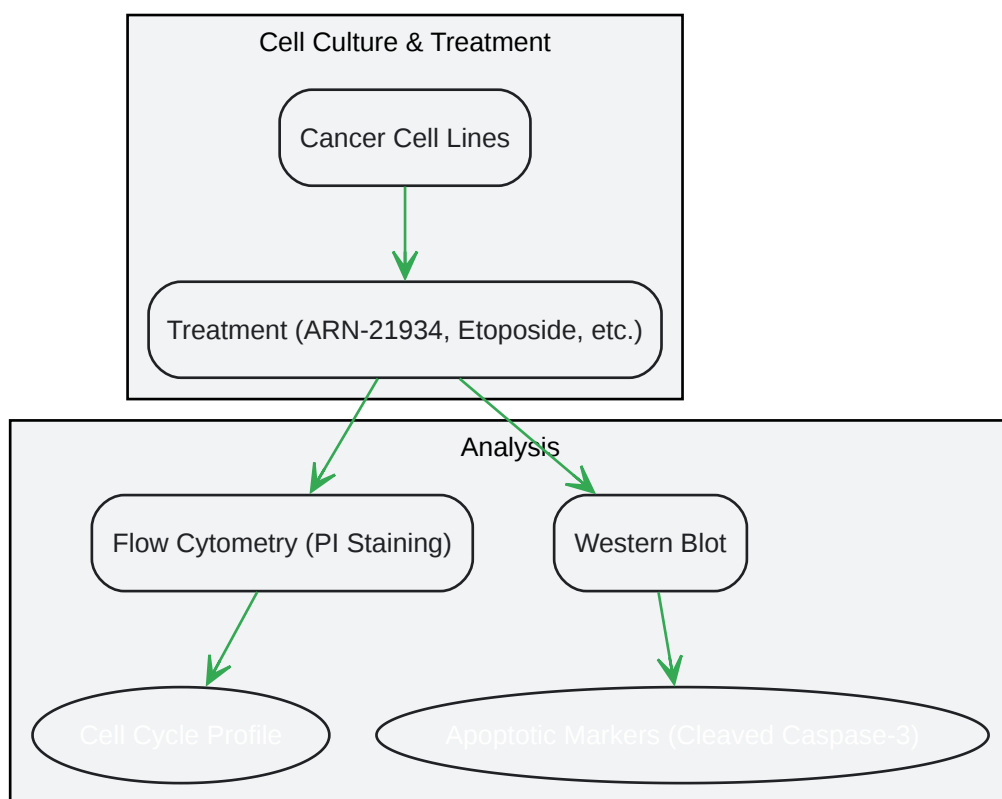 Cell Culture & Treatment
Cancer Cell Lines
Treatment (ARN-21934, Etoposide, etc.)
Analysis
Flow Cytometry (PI Staining)
Western Blot
Cell Cycle Profile
Apoptotic Markers (Cleaved Caspase-3)